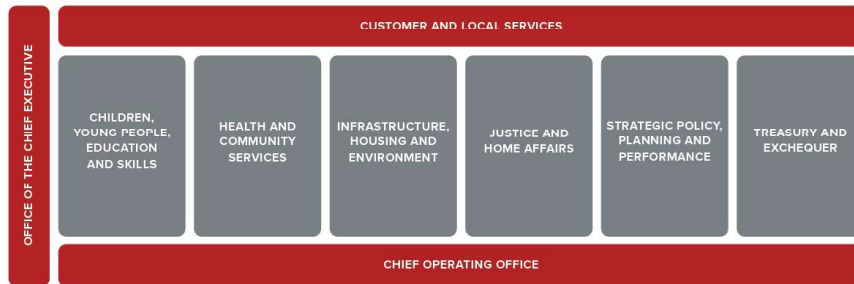 OFFICE OF THE CHIEF EXECUTIVE
CUSTOMER AND LOCAL SERVICES
CHILDREN,
YOUNG PEOPLE,
EDUCATION
AND SKILLS
HEALTH AND
COMMUNITY
SERVICES
INFRASTRUCTURE,
HOUSING AND
ENVIRONMENT
JUSTICE AND
HOME AFFAIRS
STRATEGIC POLICY,
PLANNING AND
PERFORMANCE
TREASURY AND
EXCHEQUER
CHIEF OPERATING OFFICE